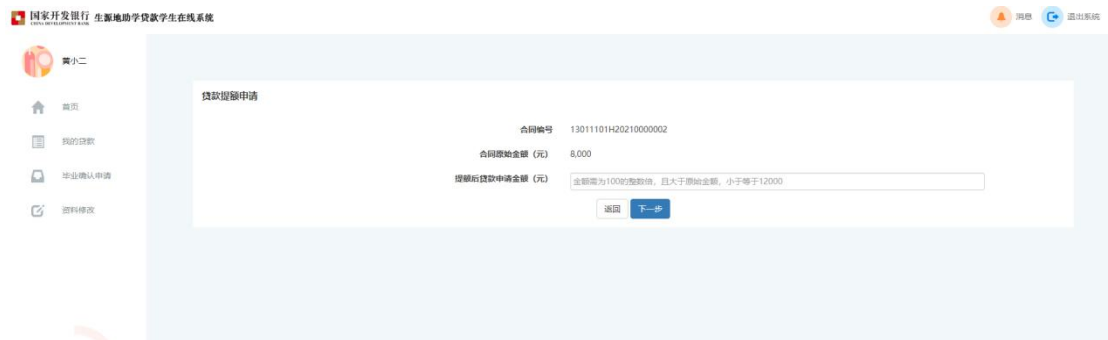 国家开发银行 生源地助学贷款学生在线系统
CHINA DEVELOPMENT BANK
消息 退出系统
黄小二
首页
我的贷款
毕业确认申请
资料修改
贷款提额申请
合同编号 13011101H20210000002
合同原始金额（元） 8,000
提额后贷款申请金额（元） 金额需为100的整数倍，且大于原始金额，小于等于12000
返回 下一步